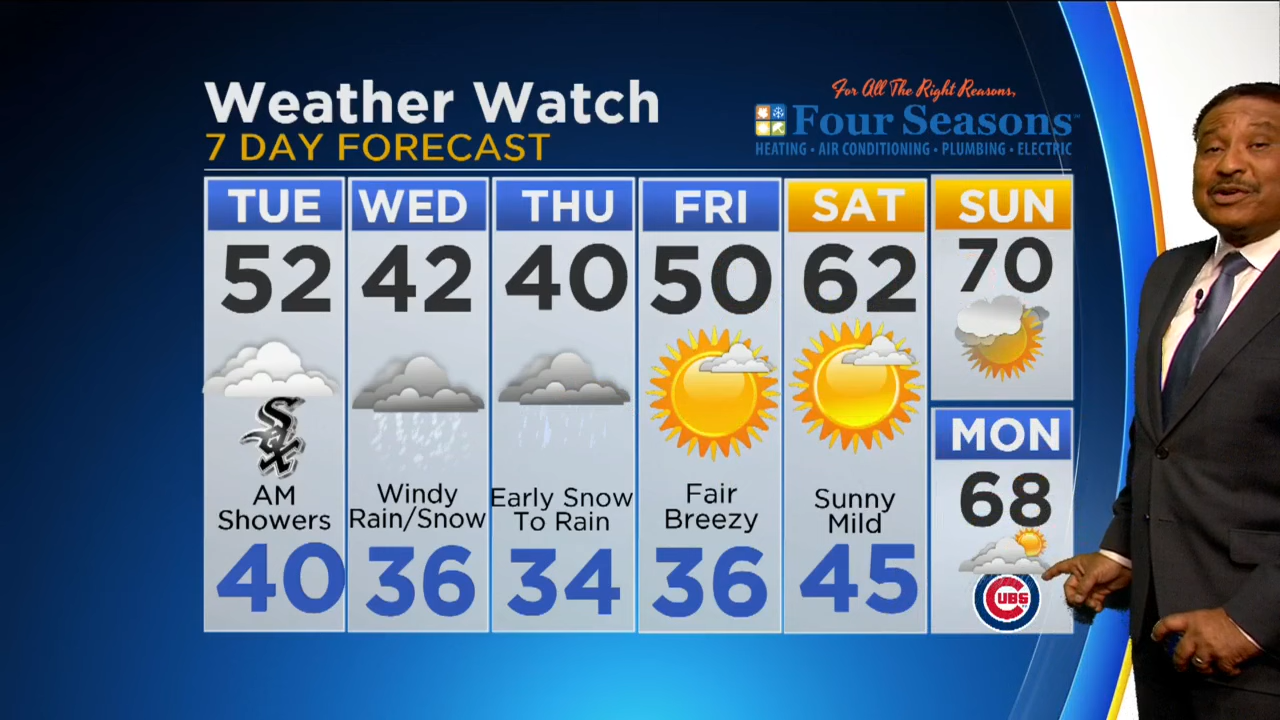 Weather Watch
7 DAY FORECAST
For All The Right Reasons,
Four Seasons™
HEATING • AIR CONDITIONING • PLUMBING • ELECTRIC
TUE
52
Sox
AM
Showers
40
WED
42
Windy
Rain/Snow
36
THU
40
Early Snow
To Rain
34
FRI
50
Fair
Breezy
36
SAT
62
Sunny
Mild
45
SUN
70
MON
68
CUBS